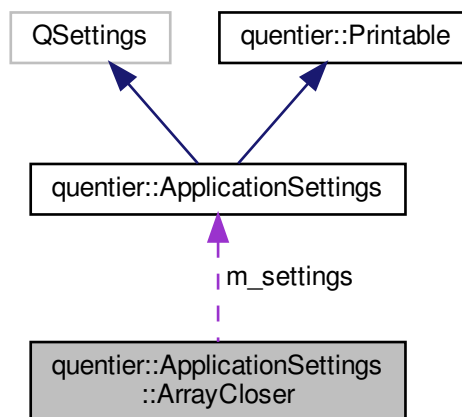 QSettings
quentier::Printable
quentier::ApplicationSettings
m_settings
quentier::ApplicationSettings
::ArrayCloser